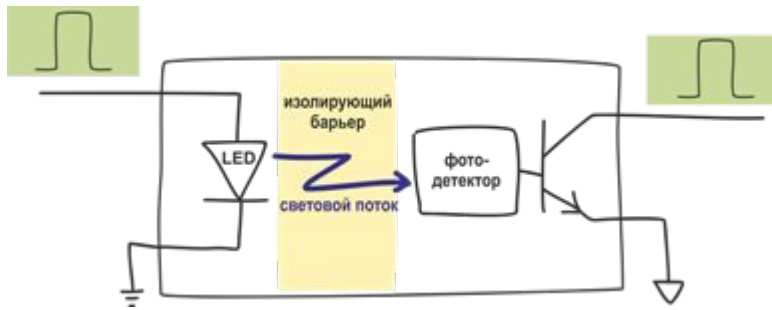 изолирующий
барьер
LED
фото-
детектор
световой поток